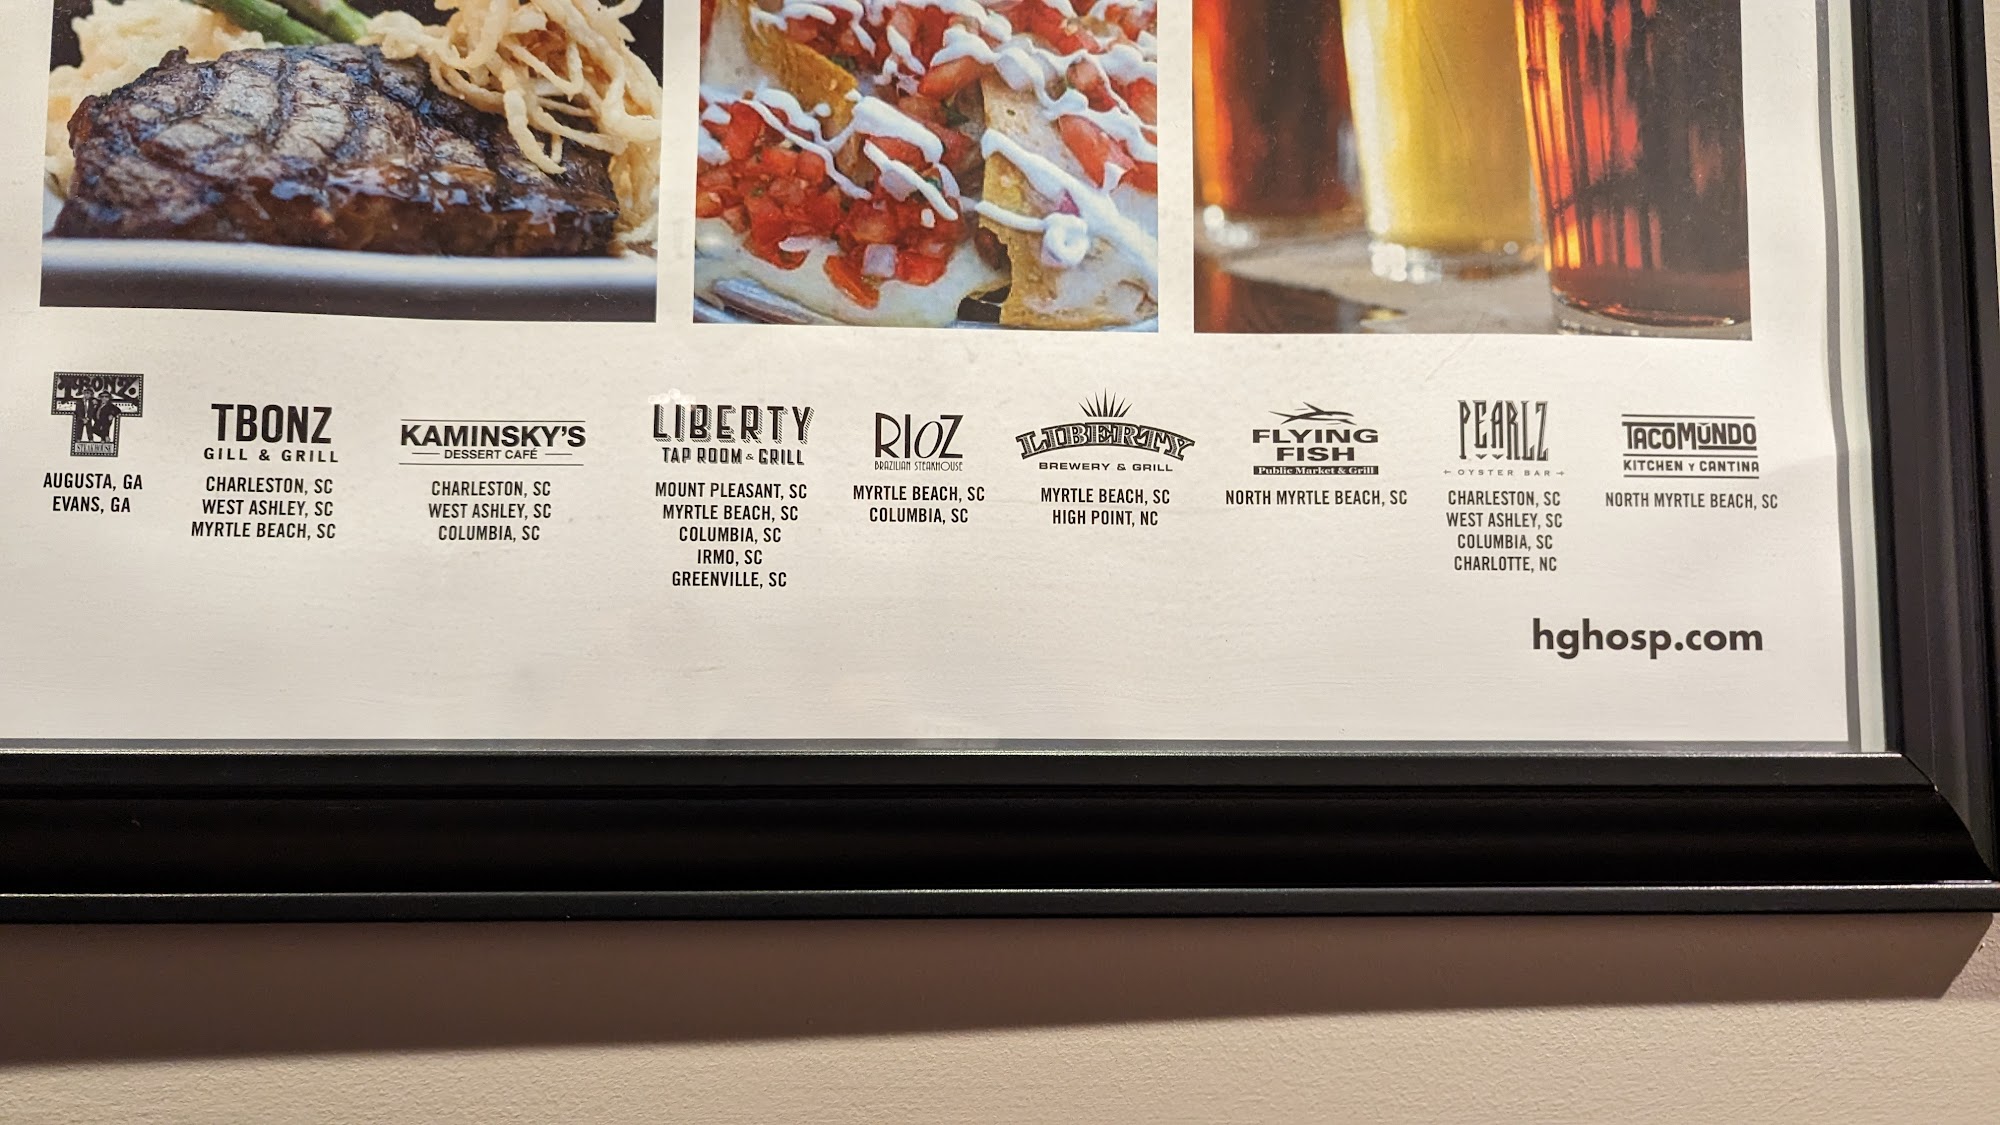 TBONZ
STEAKHOUSE
AUGUSTA, GA
EVANS, GA
TBONZ
GILL & GRILL
CHARLESTON, SC
WEST ASHLEY, SC
MYRTLE BEACH, SC
KAMINSKY'S
DESSERT CAFÉ
CHARLESTON, SC
WEST ASHLEY, SC
COLUMBIA, SC
LIBERTY
TAP ROOM & GRILL
MOUNT PLEASANT, SC
MYRTLE BEACH, SC
COLUMBIA, SC
IRMO, SC
GREENVILLE, SC
RIOZ
BRAZILIAN STEAKHOUSE
MYRTLE BEACH, SC
COLUMBIA, SC
LIBERTY
BREWERY & GRILL
MYRTLE BEACH, SC
HIGH POINT, NC
FLYING
FISH
Public Market & Grill
NORTH MYRTLE BEACH, SC
PEARLZ
OYSTER BAR
CHARLESTON, SC
WEST ASHLEY, SC
COLUMBIA, SC
CHARLOTTE, NC
TACOMÚNDO
KITCHEN Y CANTINA
NORTH MYRTLE BEACH, SC
hghosp.com